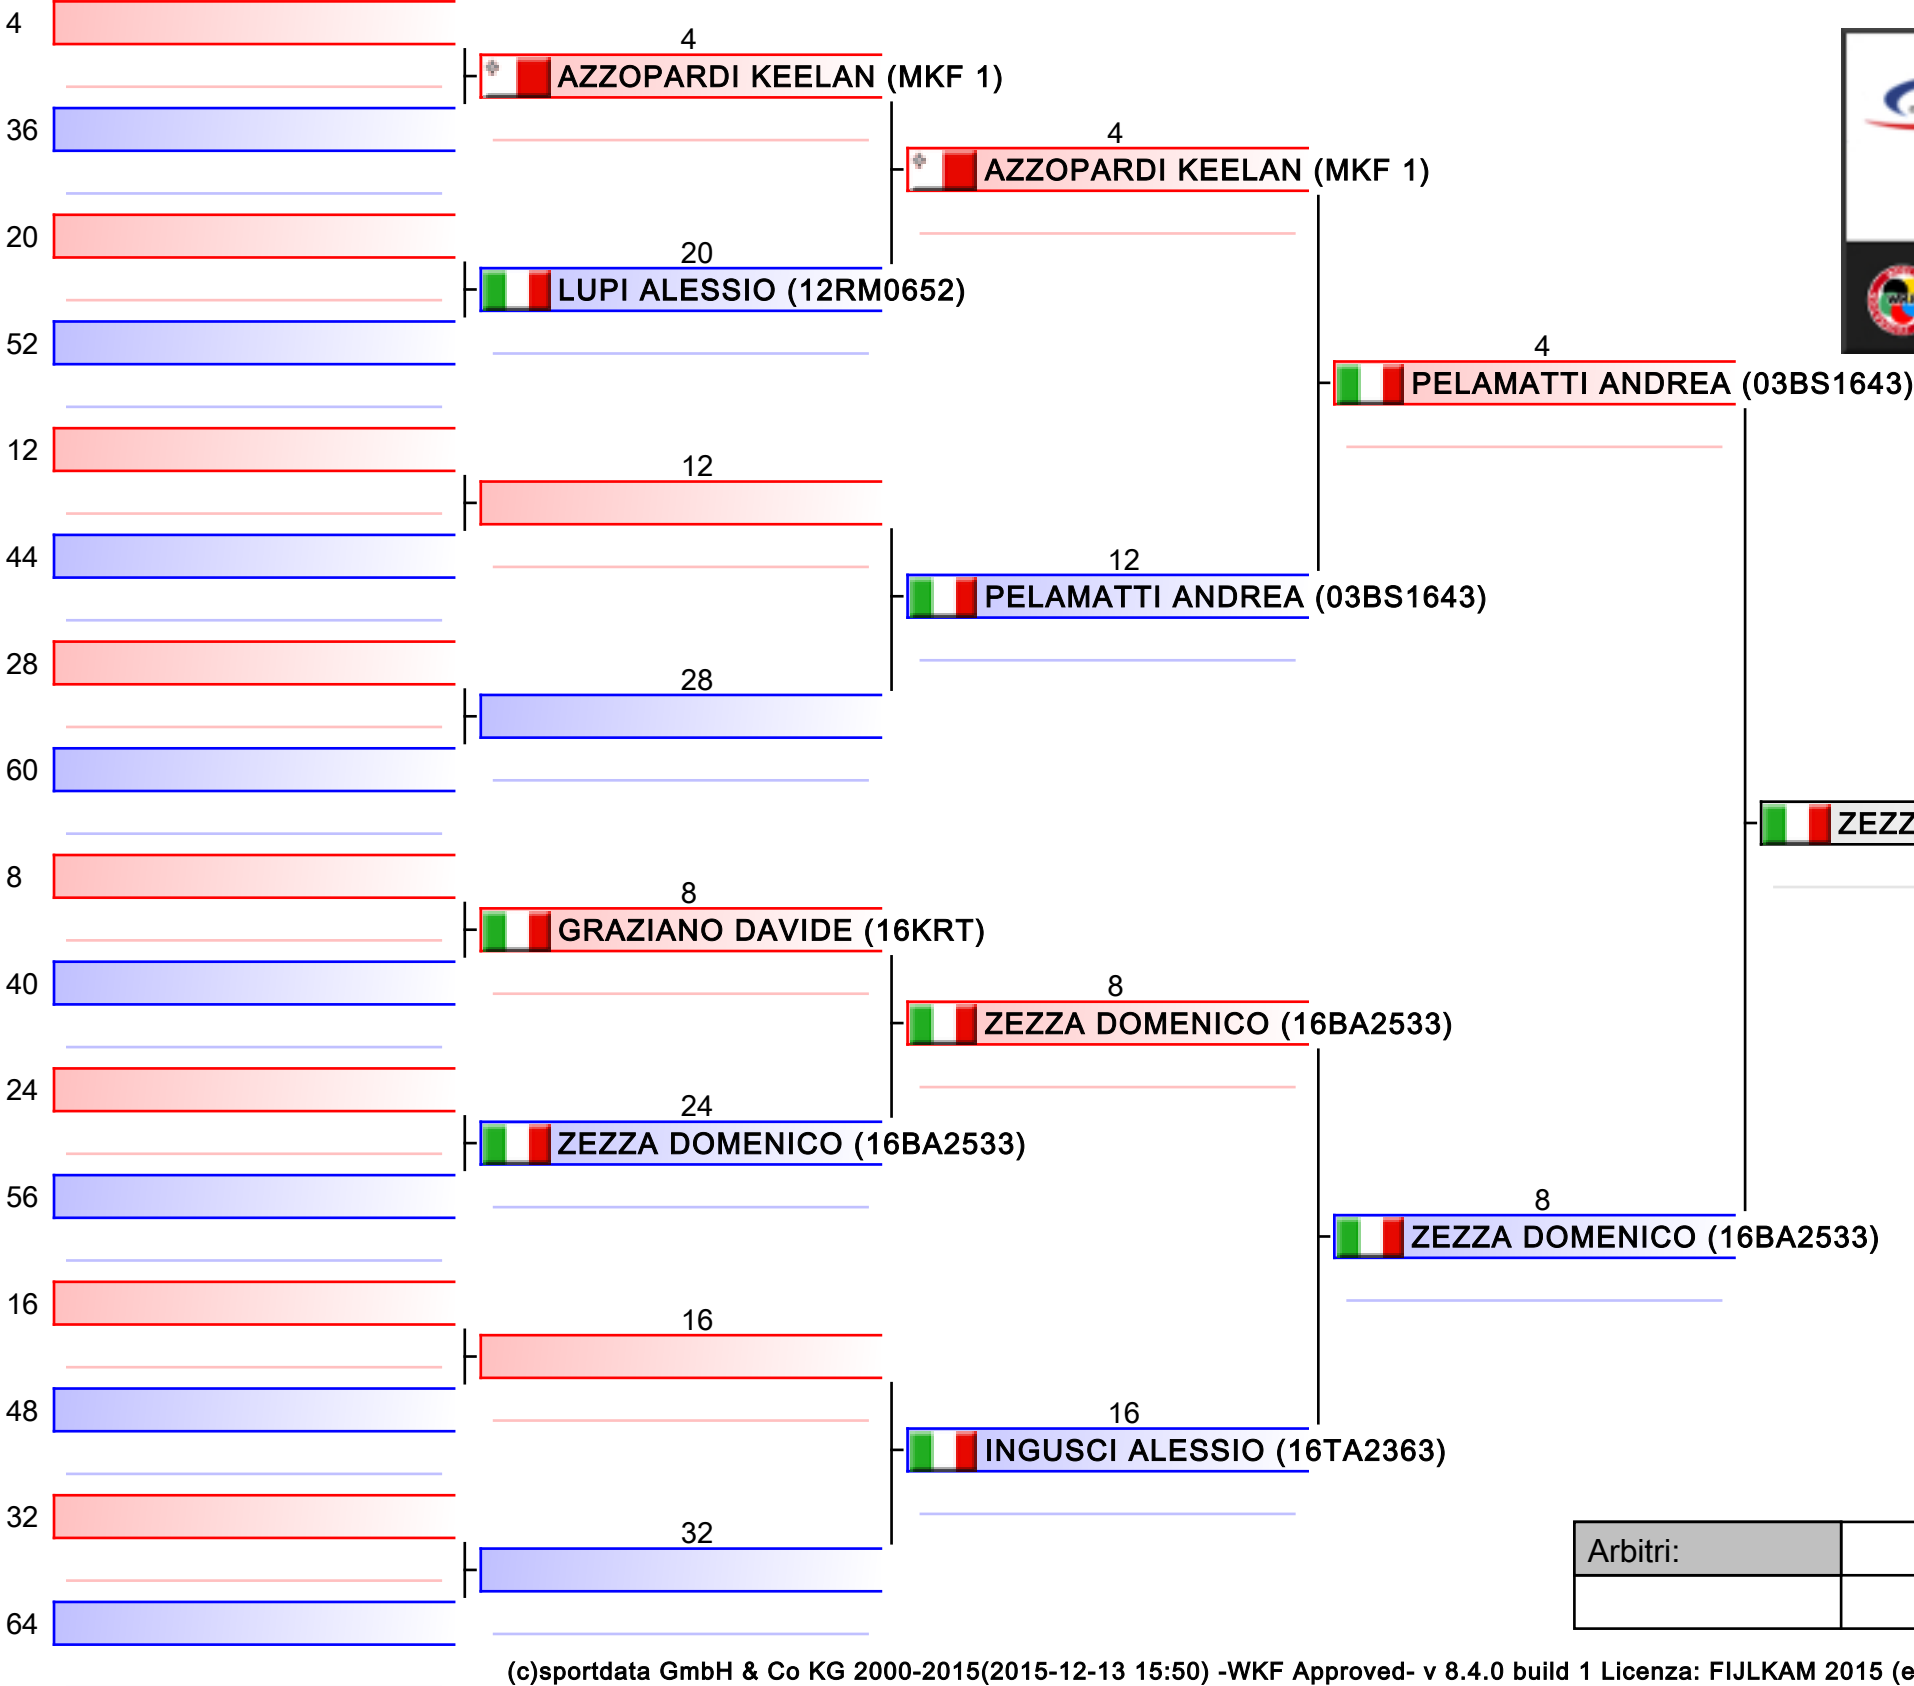 4
4
AZZOPARDI KEELAN (MKF 1)
36
4
AZZOPARDI KEELAN (MKF 1)
20
20
LUPI ALESSIO (12RM0652)
52
4
PELAMATTI ANDREA (03BS1643)
12
12
44
12
PELAMATTI ANDREA (03BS1643)
28
28
60
ZEZZ
8
8
GRAZIANO DAVIDE (16KRT)
40
8
ZEZZA DOMENICO (16BA2533)
24
24
ZEZZA DOMENICO (16BA2533)
56
8
ZEZZA DOMENICO (16BA2533)
16
16
48
16
INGUSCI ALESSIO (16TA2363)
32
32
Arbitri:
64
(c)sportdata GmbH & Co KG 2000-2015(2015-12-13 15:50) -WKF Approved- v 8.4.0 build 1 Licenza: FIJLKAM 2015 (e